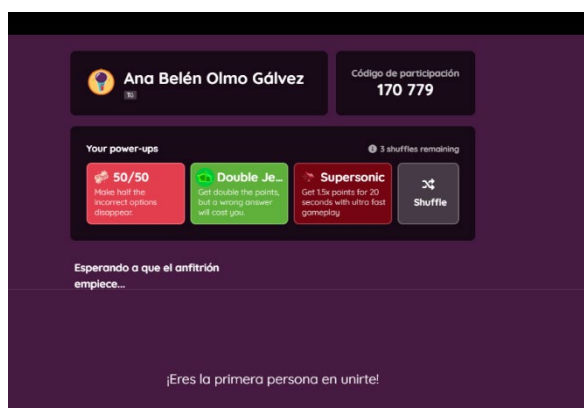 Ana Belén Olmo Gálvez
TÚ
Código de participación
170 779
Your power-ups
3 shuffles remaining
50/50
Make half the
incorrect options
disappear.
Double Je...
Get double the points,
but a wrong answer
will cost you.
Supersonic
Get 1.5x points for 20
seconds with ultra fast
gameplay
Shuffle
Esperando a que el anfitrión
empiece...
¡Eres la primera persona en unirte!